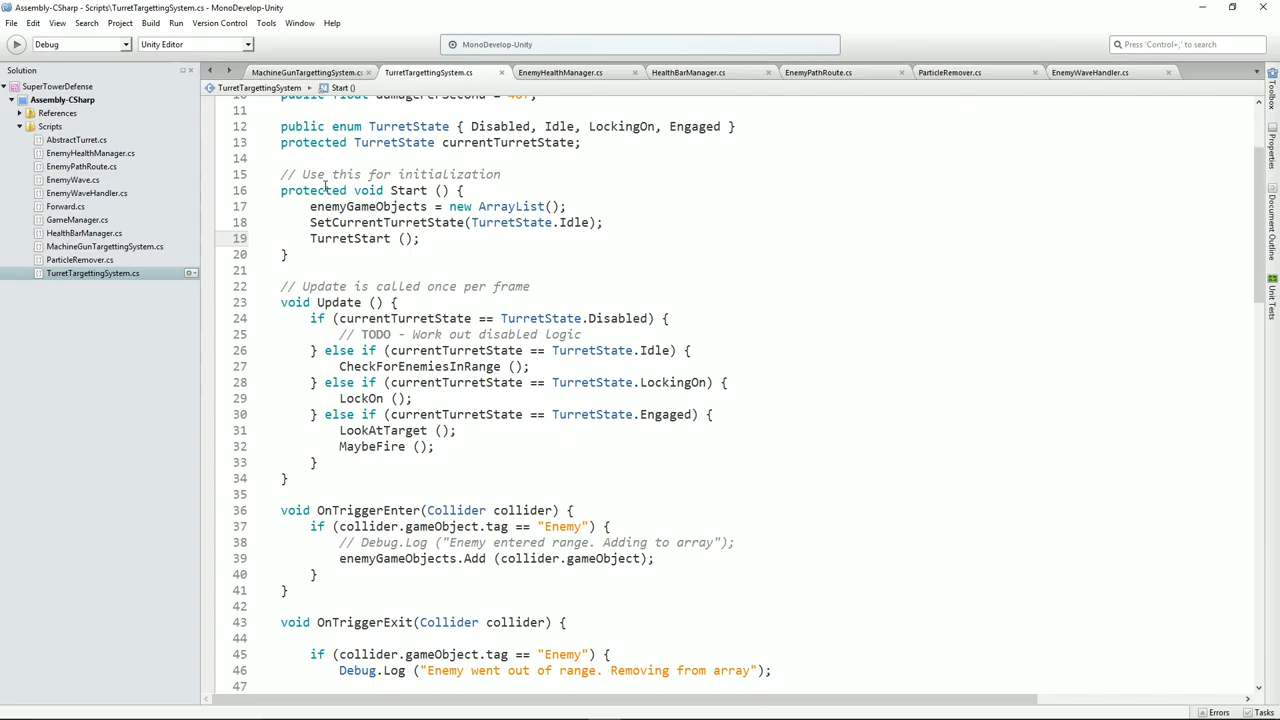 Assembly-CSharp - Scripts\TurretTargettingSystem.cs - MonoDevelop-Unity
File Edit View Search Project Build Run Version Control Tools Window Help
Debug Unity Editor MonoDevelop-Unity Press 'Control+,' to search
Solution
MachineGunTargettingSystem.cs TurretTargettingSystem.cs EnemyHealthManager.cs HealthBarManager.cs EnemyPathRoute.cs ParticleRemover.cs EnemyWaveHandler.cs
TurretTargettingSystem Start ()
SuperTowerDefense
Assembly-CSharp
References
Scripts
AbstractTurret.cs
EnemyHealthManager.cs
EnemyPathRoute.cs
EnemyWave.cs
EnemyWaveHandler.cs
Forward.cs
GameManager.cs
HealthBarManager.cs
MachineGunTargettingSystem.cs
ParticleRemover.cs
TurretTargettingSystem.cs
10 public float damagePerSecond = 40f;
11
12 public enum TurretState { Disabled, Idle, LockingOn, Engaged }
13 protected TurretState currentTurretState;
14
15 // Use this for initialization
16 protected void Start () {
17 enemyGameObjects = new ArrayList();
18 SetCurrentTurretState(TurretState.Idle);
19 TurretStart ();
20 }
21
22 // Update is called once per frame
23 void Update () {
24 if (currentTurretState == TurretState.Disabled) {
25 // TODO - Work out disabled logic
26 } else if (currentTurretState == TurretState.Idle) {
27 CheckForEnemiesInRange ();
28 } else if (currentTurretState == TurretState.LockingOn) {
29 LockOn ();
30 } else if (currentTurretState == TurretState.Engaged) {
31 LookAtTarget ();
32 MaybeFire ();
33 }
34 }
35
36 void OnTriggerEnter(Collider collider) {
37 if (collider.gameObject.tag == "Enemy") {
38 // Debug.Log ("Enemy entered range. Adding to array");
39 enemyGameObjects.Add (collider.gameObject);
40 }
41 }
42
43 void OnTriggerExit(Collider collider) {
44
45 if (collider.gameObject.tag == "Enemy") {
46 Debug.Log ("Enemy went out of range. Removing from array");
47
Toolbox
Properties
Document Outline
Unit Tests
Errors Tasks